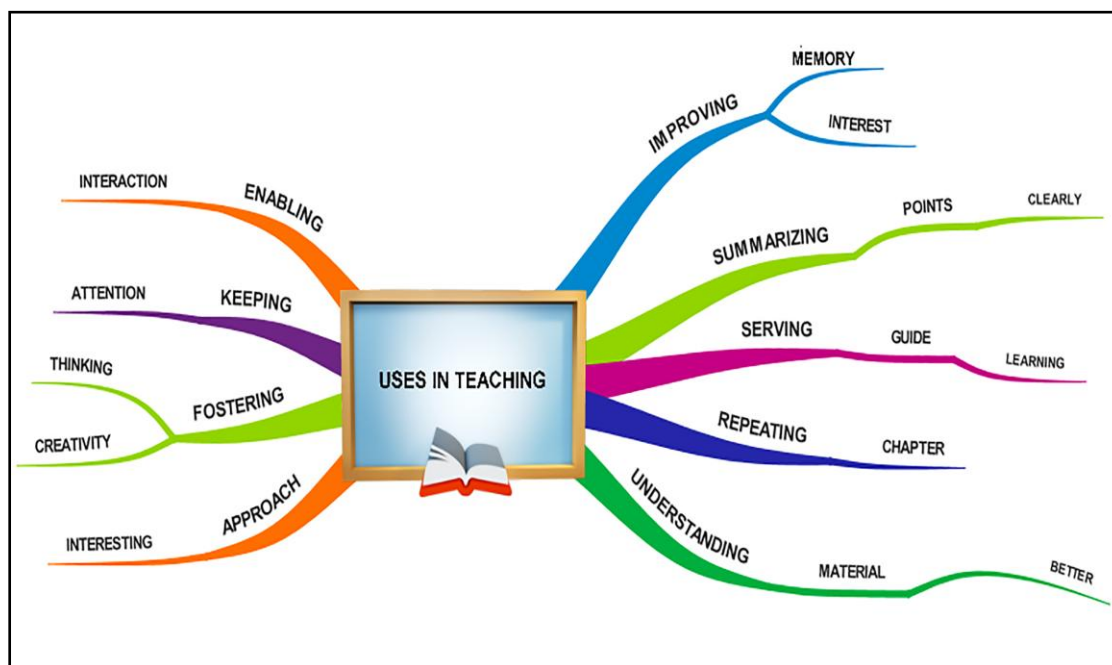 USES IN TEACHING
IMPROVING
MEMORY
INTEREST
SUMMARIZING
POINTS
CLEARLY
SERVING
GUIDE
LEARNING
REPEATING
CHAPTER
UNDERSTANDING
MATERIAL
BETTER
APPROACH
INTERESTING
FOSTERING
THINKING
CREATIVITY
KEEPING
ATTENTION
ENABLING
INTERACTION